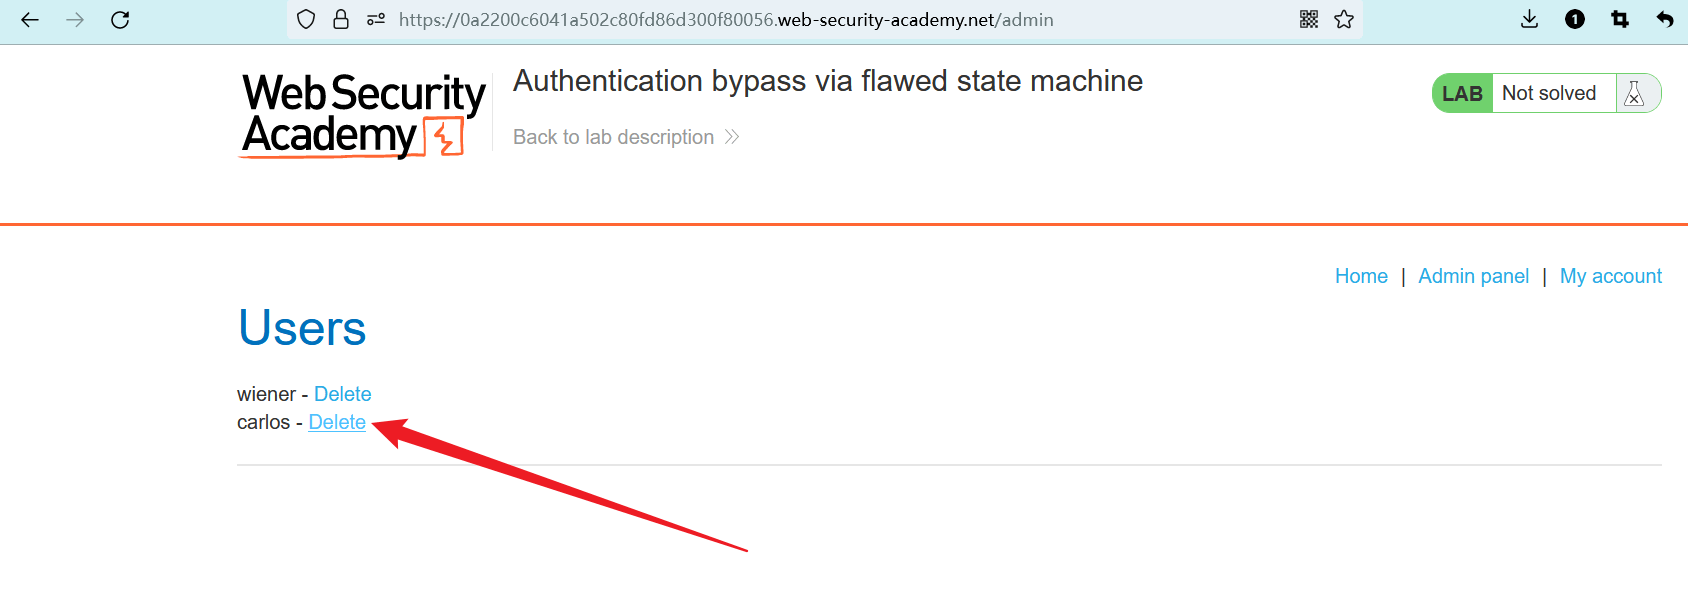 https://0a2200c6041a502c80fd86d300f80056.web-security-academy.net/admin
1
Web Security
Academy
Authentication bypass via flawed state machine
Back to lab description
LAB Not solved
Home | Admin panel | My account
Users
wiener - Delete
carlos - Delete